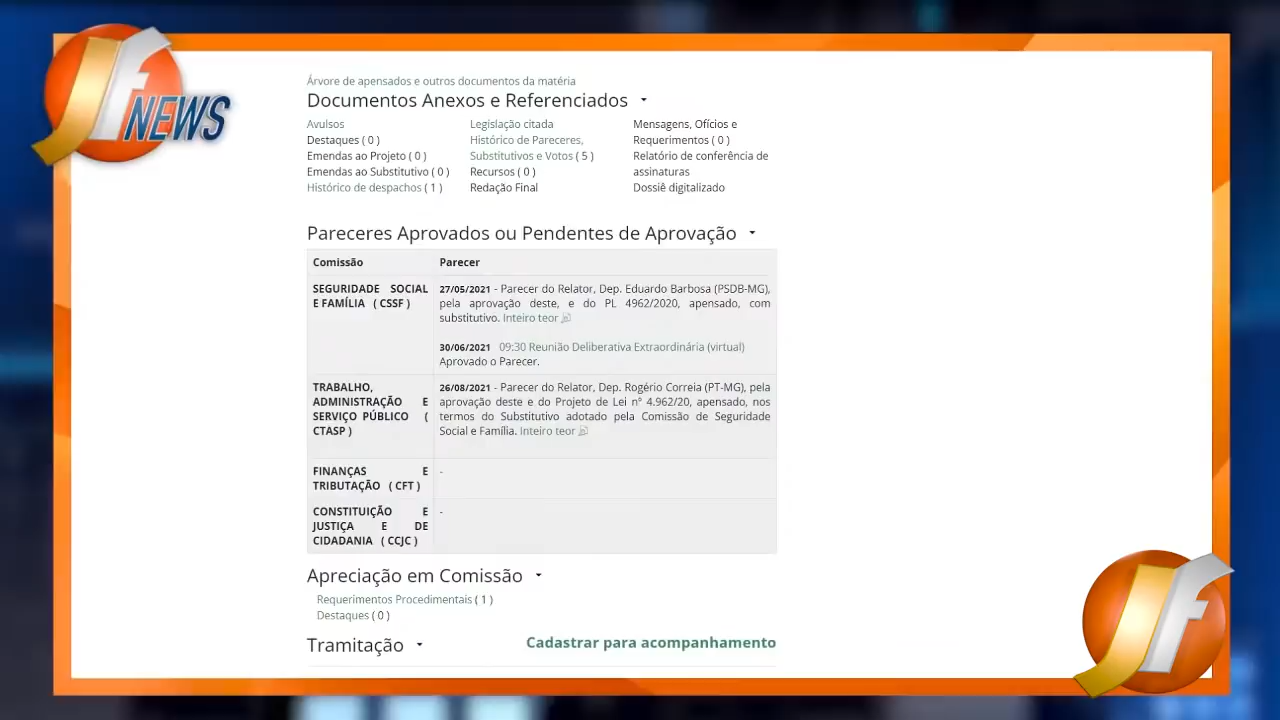 Jf
NEWS
Árvore de apensados e outros documentos da matéria
Documentos Anexos e Referenciados
Avulsos
Destaques ( 0 )
Emendas ao Projeto ( 0 )
Emendas ao Substitutivo ( 0 )
Histórico de despachos ( 1 )
Legislação citada
Histórico de Pareceres,
Substitutivos e Votos ( 5 )
Recursos ( 0 )
Redação Final
Mensagens, Ofícios e
Requerimentos ( 0 )
Relatório de conferência de
assinaturas
Dossiê digitalizado
Pareceres Aprovados ou Pendentes de Aprovação
Comissão
Parecer
SEGURIDADE SOCIAL
E FAMÍLIA ( CSSF )
27/05/2021 - Parecer do Relator, Dep. Eduardo Barbosa (PSDB-MG),
pela aprovação deste, e do PL 4962/2020, apensado, com
substitutivo. Inteiro teor
30/06/2021 09:30 Reunião Deliberativa Extraordinária (virtual)
Aprovado o Parecer.
TRABALHO,
ADMINISTRAÇÃO E
SERVIÇO PÚBLICO (
CTASP )
26/08/2021 - Parecer do Relator, Dep. Rogério Correia (PT-MG), pela
aprovação deste e do Projeto de Lei nº 4.962/20, apensado, nos
termos do Substitutivo adotado pela Comissão de Seguridade
Social e Família. Inteiro teor
FINANÇAS E
TRIBUTAÇÃO ( CFT )
-
CONSTITUIÇÃO E
JUSTIÇA E DE
CIDADANIA ( CCJC )
-
Apreciação em Comissão
Requerimentos Procedimentais ( 1 )
Destaques ( 0 )
Tramitação
Cadastrar para acompanhamento
Jf